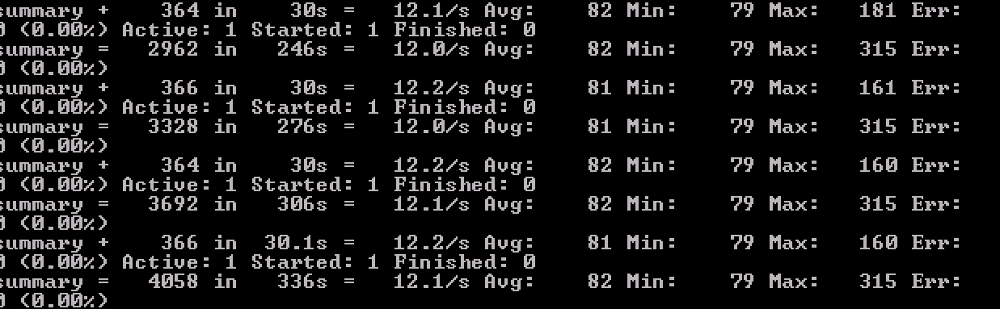 summary +    364 in    30s =   12.1/s Avg:    82 Min:    79 Max:   181 Err:
0 (0.00%) Active: 1 Started: 1 Finished: 0
summary =   2962 in   246s =   12.0/s Avg:    82 Min:    79 Max:   315 Err:
0 (0.00%)
summary +    366 in    30s =   12.2/s Avg:    81 Min:    79 Max:   161 Err:
0 (0.00%) Active: 1 Started: 1 Finished: 0
summary =   3328 in   276s =   12.0/s Avg:    81 Min:    79 Max:   315 Err:
0 (0.00%)
summary +    364 in    30s =   12.2/s Avg:    82 Min:    79 Max:   160 Err:
0 (0.00%) Active: 1 Started: 1 Finished: 0
summary =   3692 in   306s =   12.1/s Avg:    82 Min:    79 Max:   315 Err:
0 (0.00%)
summary +    366 in  30.1s =   12.2/s Avg:    81 Min:    79 Max:   160 Err:
0 (0.00%) Active: 1 Started: 1 Finished: 0
summary =   4058 in   336s =   12.1/s Avg:    82 Min:    79 Max:   315 Err:
0 (0.00%)